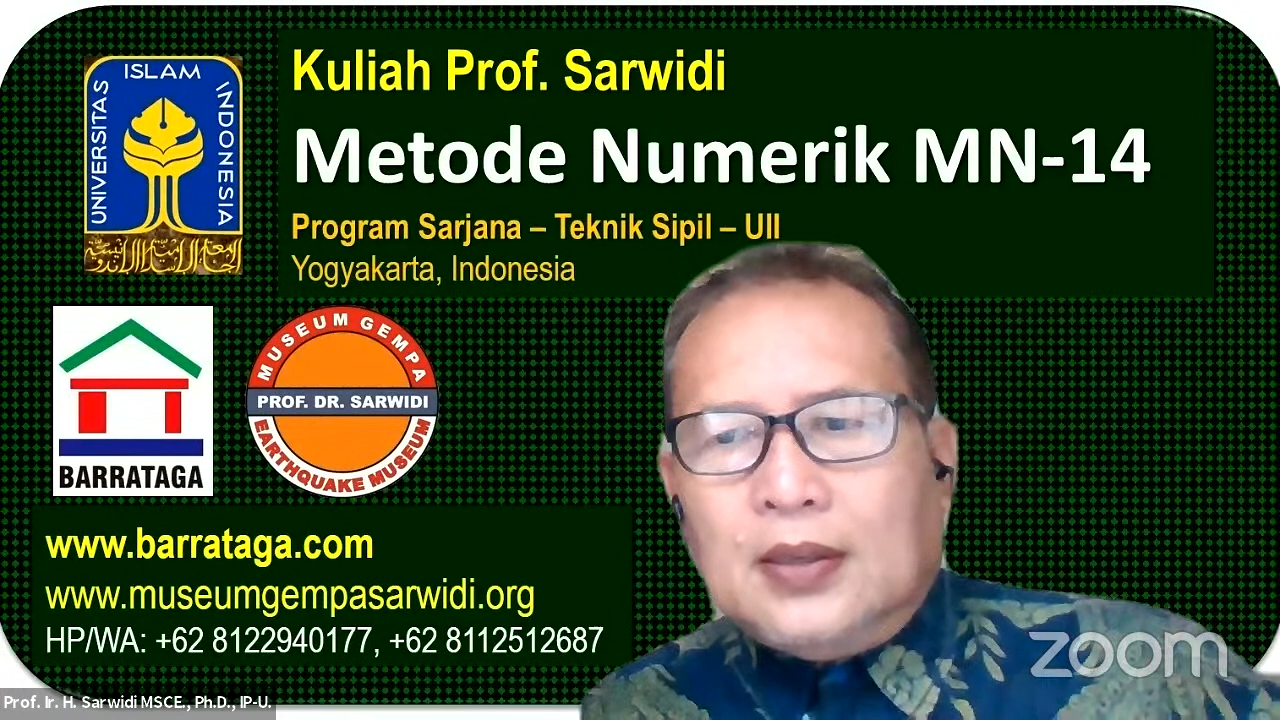 UNIVERSITAS
ISLAM
INDONESIA
Kuliah Prof. Sarwidi
Metode Numerik MN-14
Program Sarjana – Teknik Sipil – UII
Yogyakarta, Indonesia
BARRATAGA
MUSEUM GEMPA
PROF. DR. SARWIDI
EARTHQUAKE MUSEUM
www.barrataga.com
www.museumgempasarwidi.org
HP/WA: +62 8122940177, +62 8112512687
zoom
Prof. Ir. H. Sarwidi MSCE., Ph.D., IP-U.